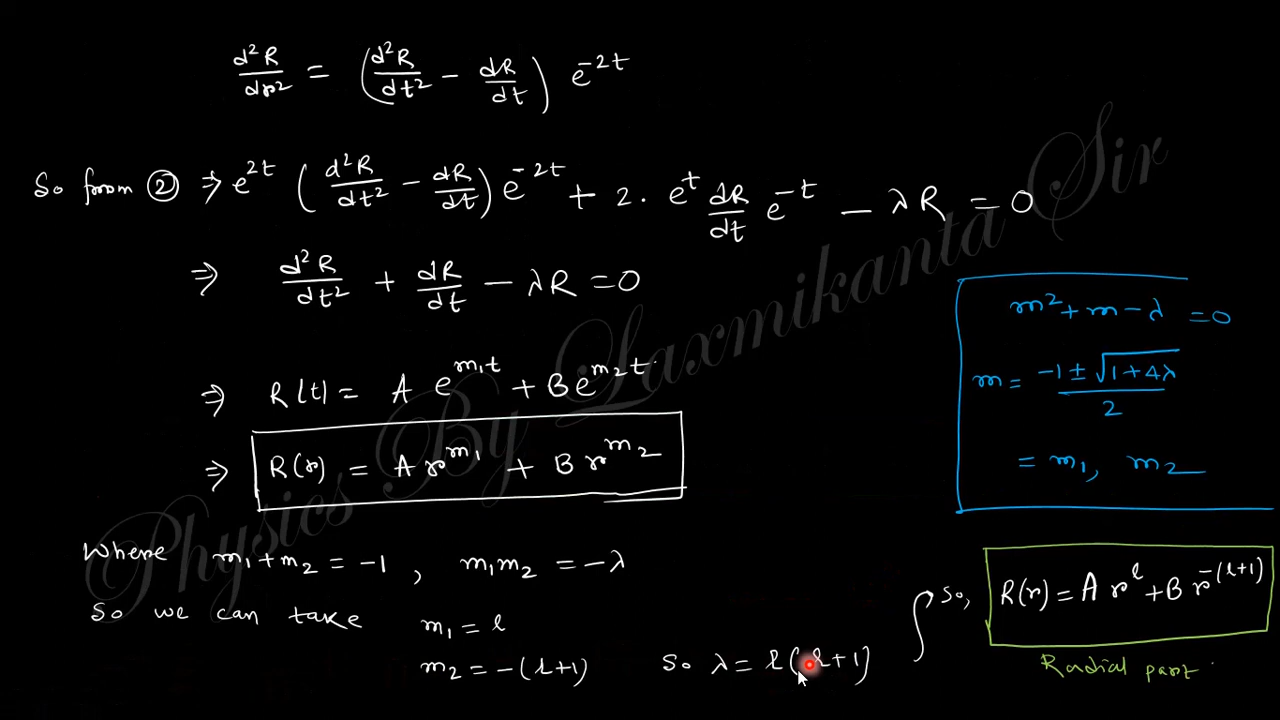 d²R/dr² = (d²R/dt² − dR/dt) e^{−2t}
So from ② ⇒ e^{2t} (d²R/dt² − dR/dt) e^{−2t} + 2. e^t dR/dt e^{−t} − λR = 0
⇒ d²R/dt² + dR/dt − λR = 0
⇒ R(t) = A e^{m₁t} + B e^{m₂t}.
⇒ R(r) = A r^{m₁} + B r^{m₂}
Where m₁+m₂ = −1 , m₁m₂ = −λ
So we can take m₁ = l
m₂ = −(l+1) So λ = l(l+1)
m² + m − λ = 0
m = (−1 ± √(1+4λ))/2
= m₁, m₂
So, R(r) = A r^l + B r^{−(l+1)}
Radial part.
Physics By Laxmikanta Sir